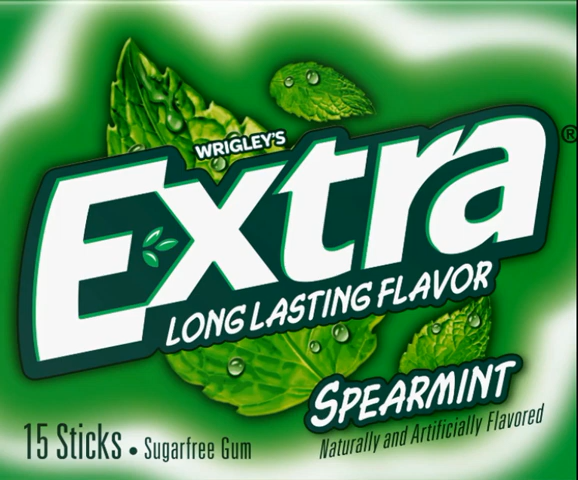 WRIGLEY'S
Extra®
LONG LASTING FLAVOR
SPEARMINT
15 Sticks • Sugarfree Gum
Naturally and Artificially Flavored